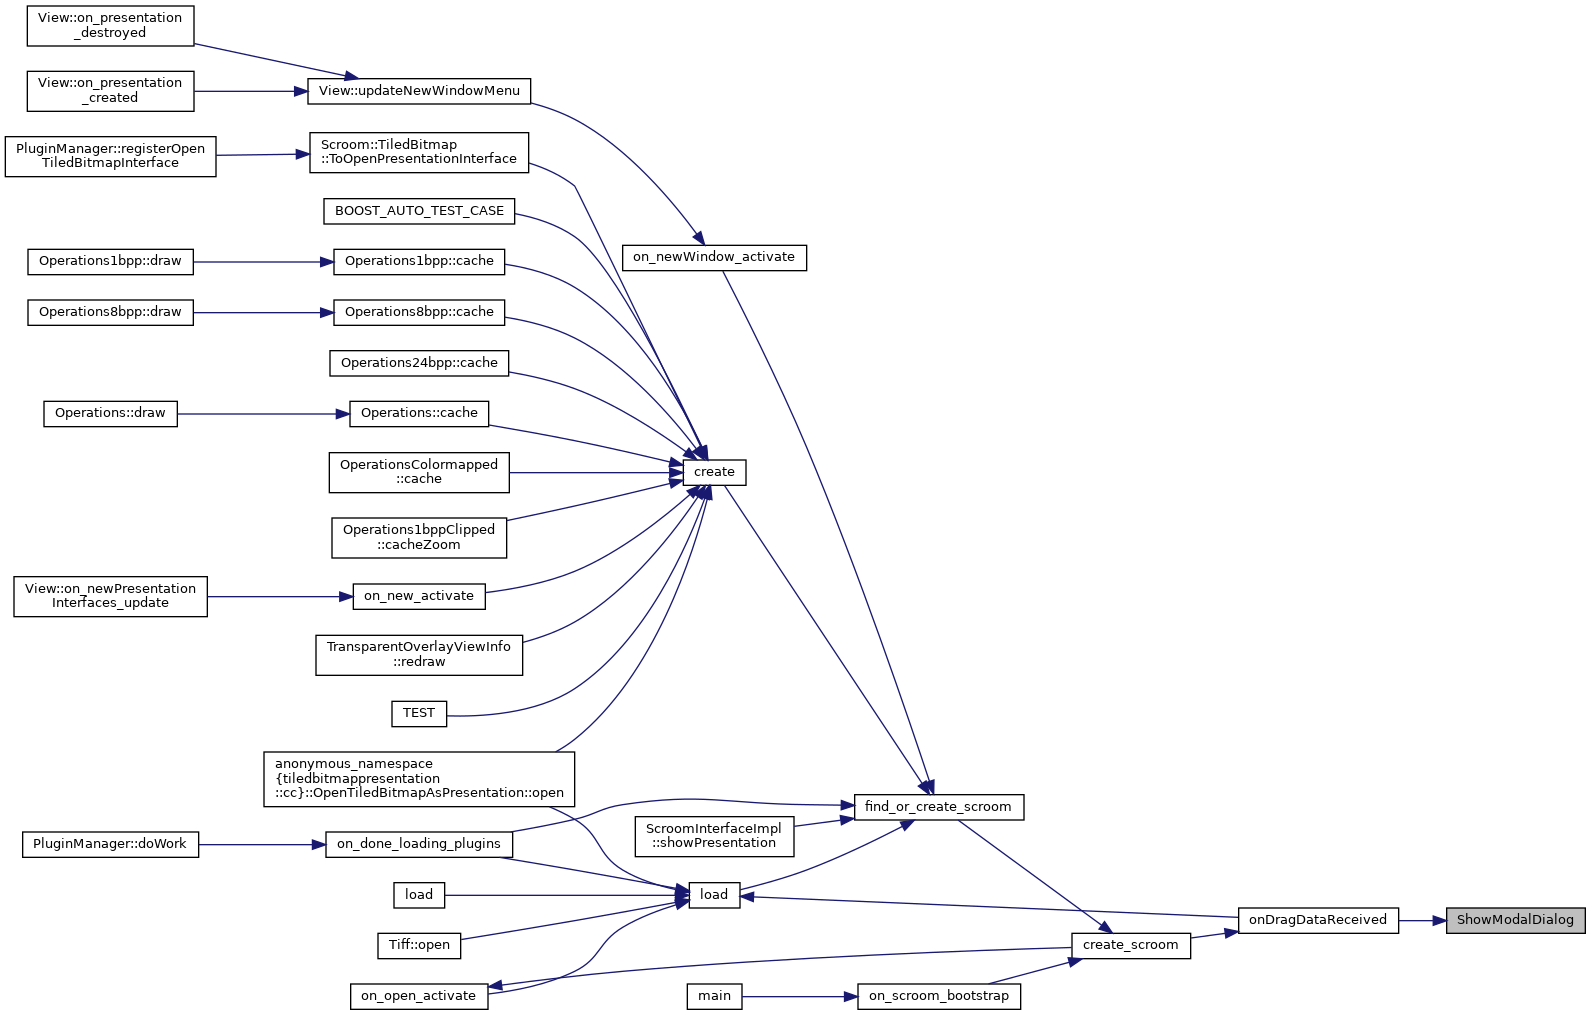 View::on_presentation
_destroyed
View::on_presentation
_created
View::updateNewWindowMenu
PluginManager::registerOpen
TiledBitmapInterface
Scroom::TiledBitmap
::ToOpenPresentationInterface
BOOST_AUTO_TEST_CASE
on_newWindow_activate
Operations1bpp::draw
Operations1bpp::cache
Operations8bpp::draw
Operations8bpp::cache
Operations24bpp::cache
Operations::draw
Operations::cache
OperationsColormapped
::cache
create
Operations1bppClipped
::cacheZoom
View::on_newPresentation
Interfaces_update
on_new_activate
TransparentOverlayViewInfo
::redraw
TEST
anonymous_namespace
{tiledbitmappresentation
::cc}::OpenTiledBitmapAsPresentation::open
find_or_create_scroom
ScroomInterfaceImpl
::showPresentation
PluginManager::doWork
on_done_loading_plugins
load
load
onDragDataReceived
ShowModalDialog
Tiff::open
create_scroom
on_open_activate
main
on_scroom_bootstrap